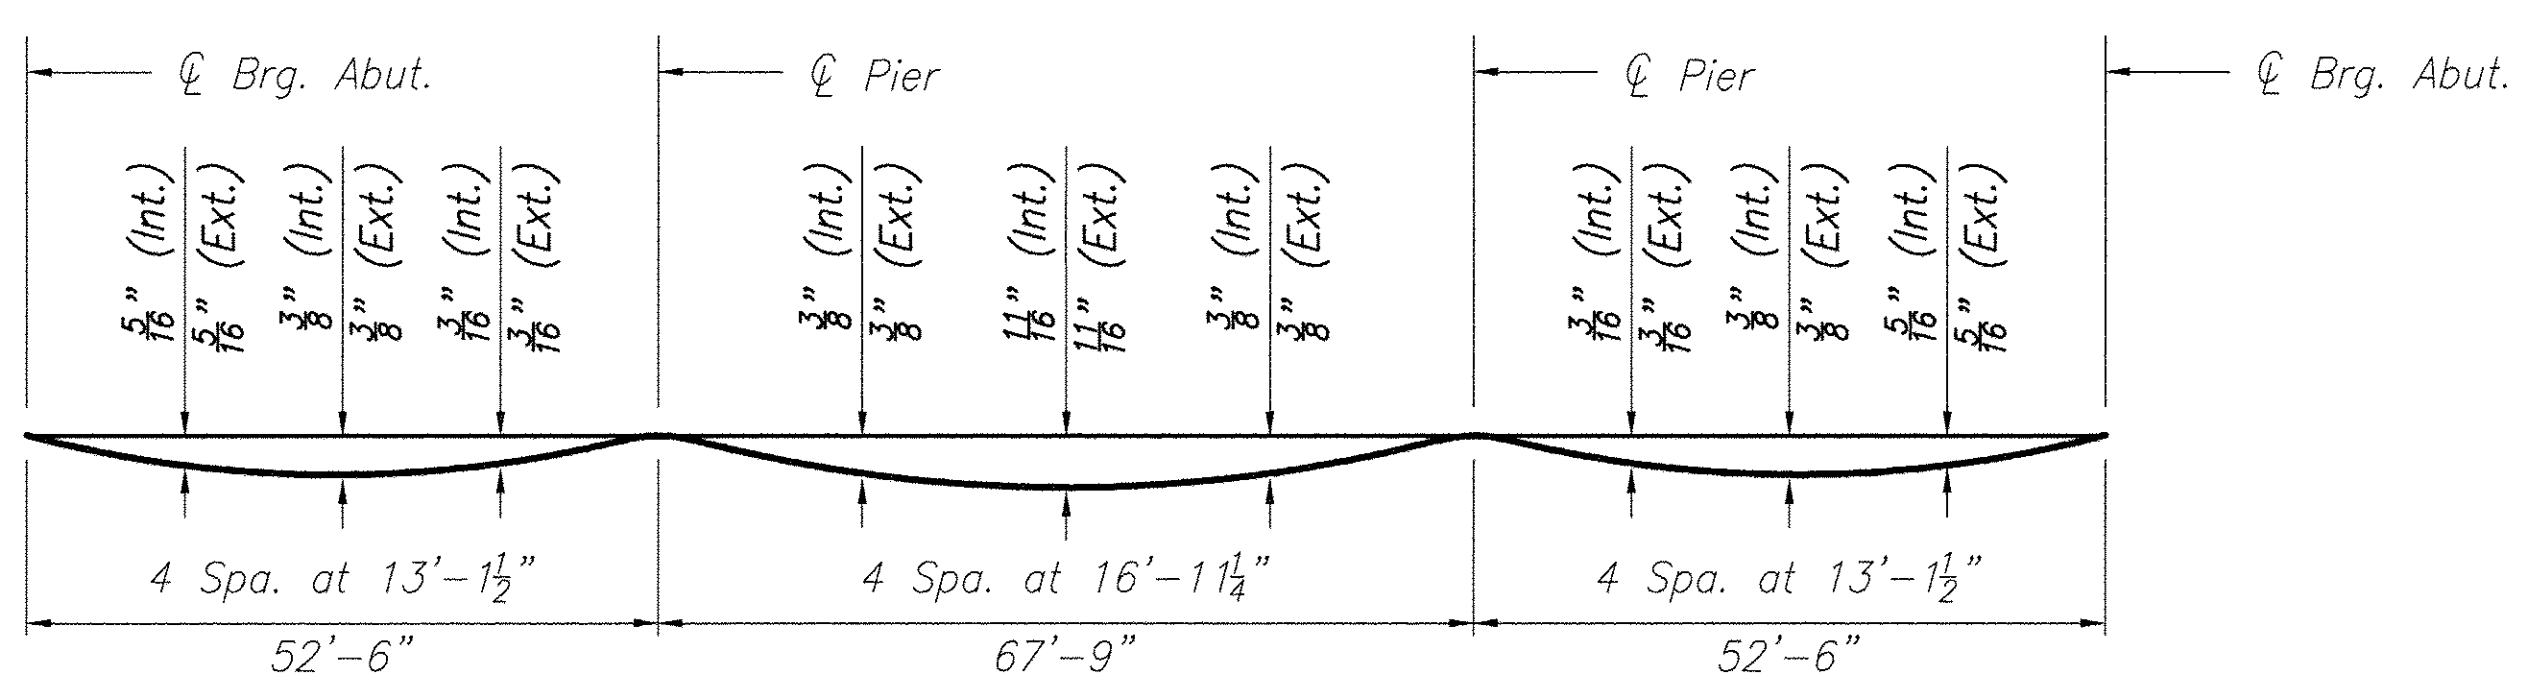 ℄ Brg. Abut.
℄ Pier
℄ Pier
℄ Brg. Abut.
5/16" (Int.)
5/16" (Ext.)
3/8" (Int.)
3/8" (Ext.)
3/16" (Int.)
3/16" (Ext.)
3/8" (Int.)
3/8" (Ext.)
11/16" (Int.)
11/16" (Ext.)
3/8" (Int.)
3/8" (Ext.)
3/16" (Int.)
3/16" (Ext.)
3/8" (Int.)
3/8" (Ext.)
5/16" (Int.)
5/16" (Ext.)
4 Spa. at 13'-1 1/2"
4 Spa. at 16'-11 1/4"
4 Spa. at 13'-1 1/2"
52'-6"
67'-9"
52'-6"